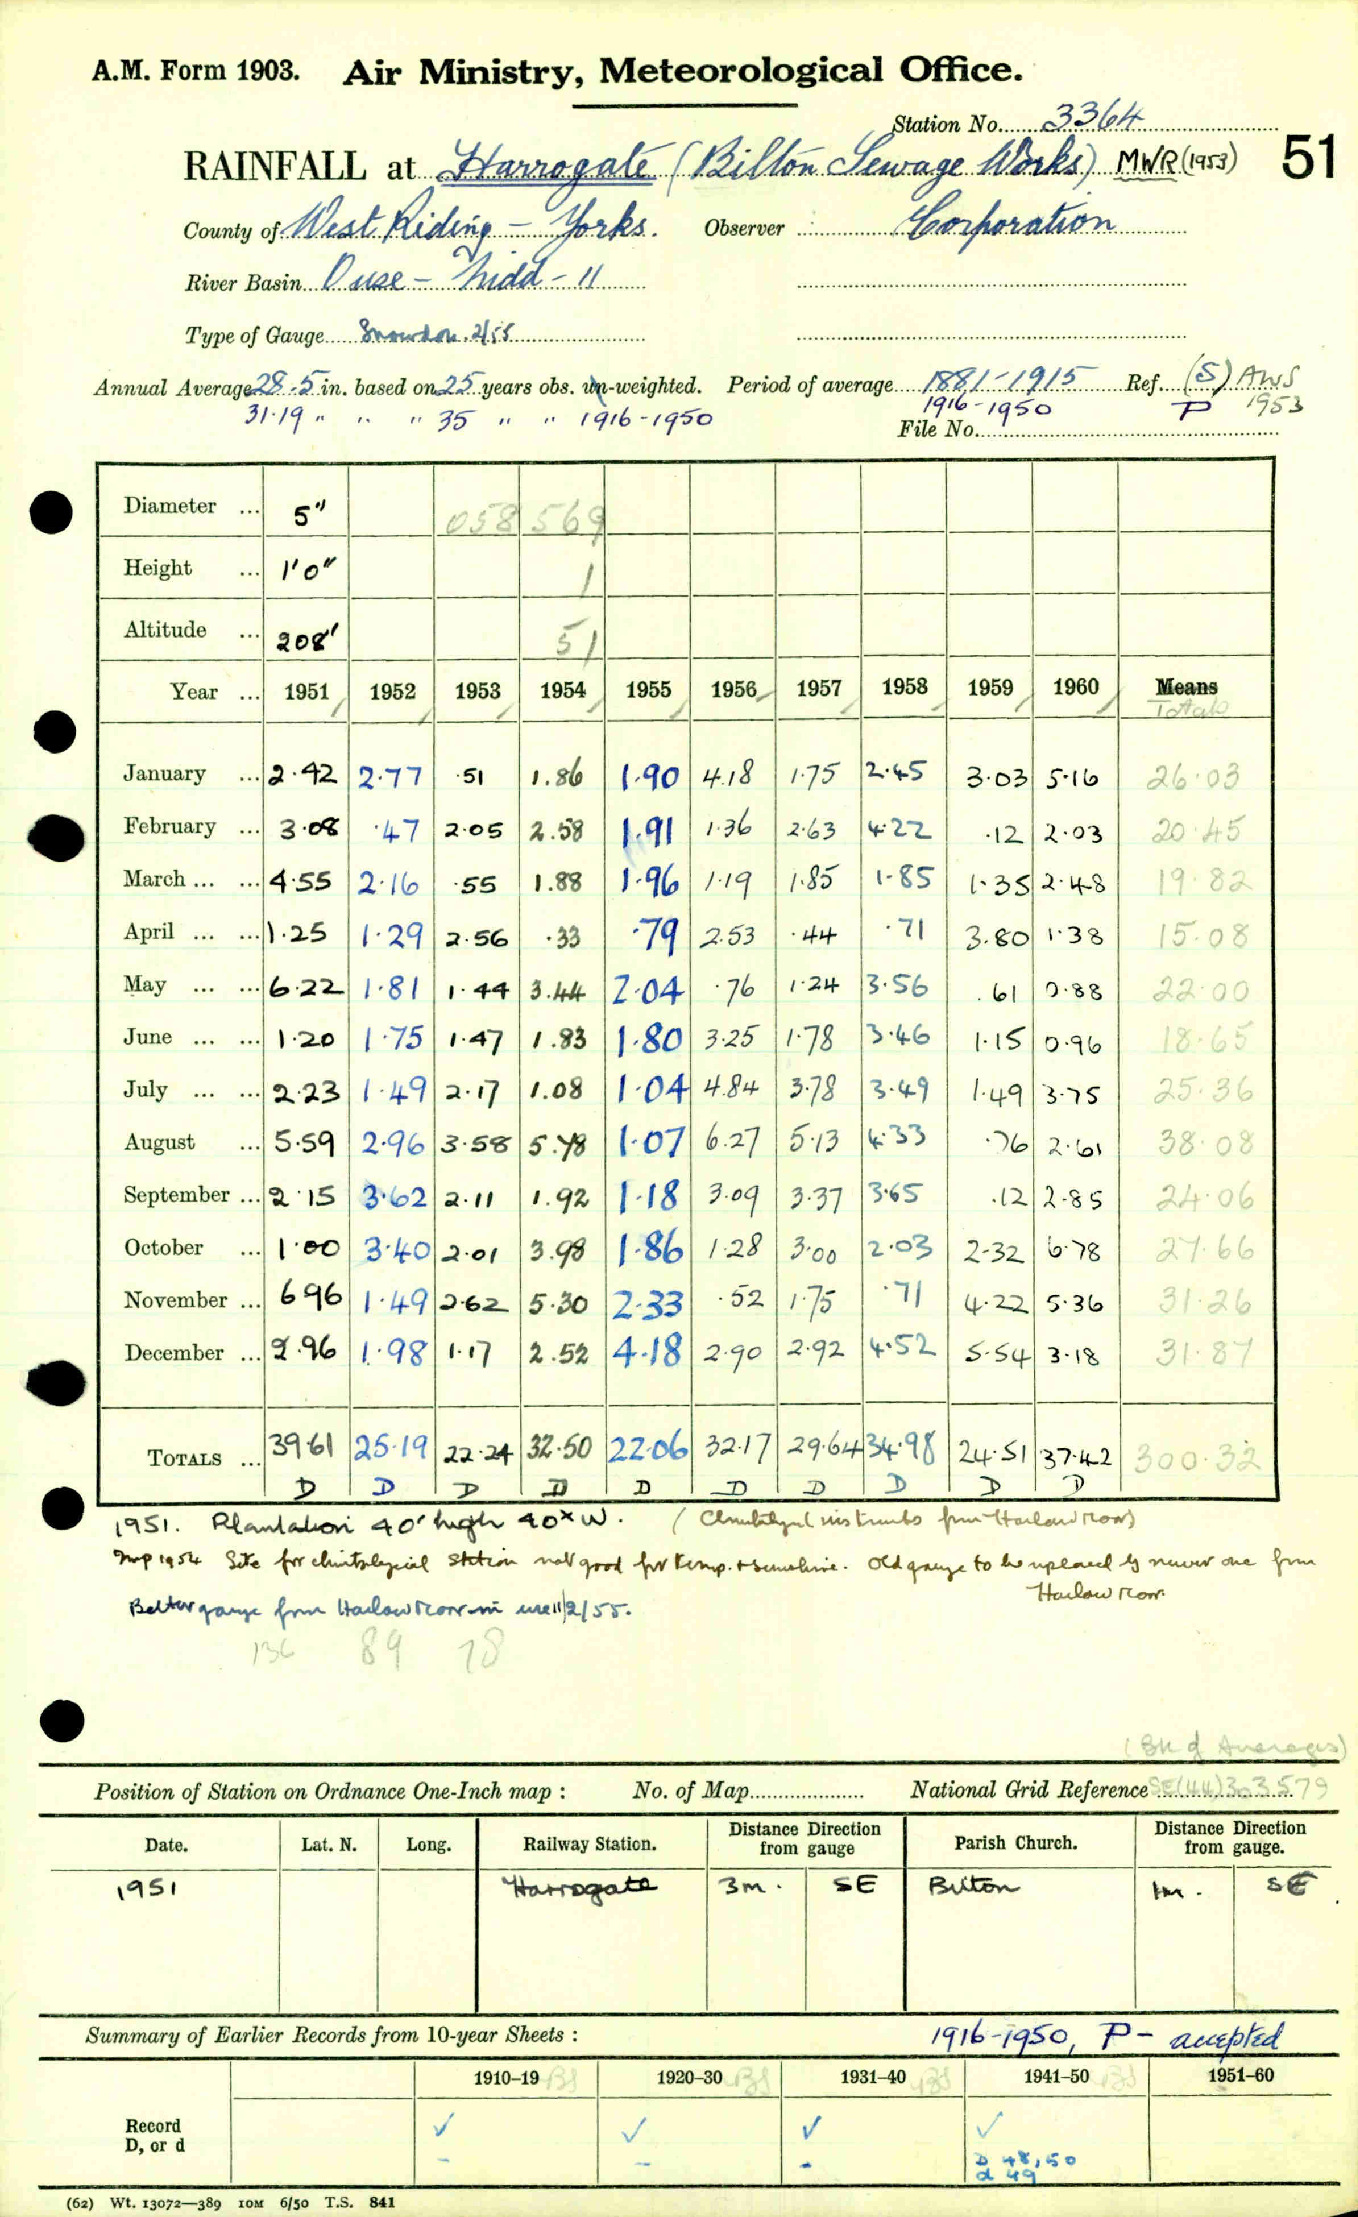 A.M. Form 1903. Air Ministry, Meteorological Office.
Station No. 3364
RAINFALL at Harrogate (Bilton Sewage Works) MWR (1953) 51
County of West Riding - Yorks. Observer Corporation
River Basin Ouse - Nidd - 11
Type of Gauge Snowdon. 2/55
Annual Average 28.5 in. based on 25 years obs. un-weighted. Period of average 1881-1915 Ref. (S) AWS
31.19 " " " 35 " " 1916-1950 1916-1950 P 1953
File No.
Diameter ... 5" 058 569
Height ... 1'0" 1
Altitude ... 208' 51
Year ... 1951 1952 1953 1954 1955 1956 1957 1958 1959 1960 Means
Totals
January ... 2.42 2.77 .51 1.86 1.90 4.18 1.75 2.45 3.03 5.16 26.03
February ... 3.08 .47 2.05 2.58 1.91 1.36 2.63 4.22 .12 2.03 20.45
March ... ... 4.55 2.16 .55 1.88 1.96 1.19 1.85 1.85 1.35 2.48 19.82
April ... ... 1.25 1.29 2.56 .33 .79 2.53 .44 .71 3.80 1.38 15.08
May ... ... 6.22 1.81 1.44 3.44 2.04 .76 1.24 3.56 .61 0.88 22.00
June ... ... 1.20 1.75 1.47 1.83 1.80 3.25 1.78 3.46 1.15 0.96 18.65
July ... ... 2.23 1.49 2.17 1.08 1.04 4.84 3.78 3.49 1.49 3.75 25.36
August ... 5.59 2.96 3.58 5.78 1.07 6.27 5.13 4.33 .76 2.61 38.08
September ... 2.15 3.62 2.11 1.92 1.18 3.09 3.37 3.65 .12 2.85 24.06
October ... 1.00 3.40 2.01 3.98 1.86 1.28 3.00 2.03 2.32 6.78 27.66
November ... 6.96 1.49 2.62 5.30 2.33 .52 1.75 .71 4.22 5.36 31.26
December ... 2.96 1.98 1.17 2.52 4.18 2.90 2.92 4.52 5.54 3.18 31.87
TOTALS ... 39.61 25.19 22.24 32.50 22.06 32.17 29.64 34.98 24.51 37.42 300.32
D D D D D D D D D D
1951. Plantation 40' high 40x W. (Climatolgcal instrumts from Harlow Moor)
Insp 1954 Site for climtological station not good for temp. + sunshine. Old gauge to be replaced by newer one from
Harlow Moor
Better gauge from Harlow Moor in use 11/2/55.
136 89 78
(BK of Averages)
Position of Station on Ordnance One-Inch map : No. of Map National Grid Reference SE(44)303579
Date. Lat. N. Long. Railway Station. Distance from gauge Direction Parish Church. Distance from gauge. Direction
1951 Harrogate 3m. SE Bilton 1m. SE
Summary of Earlier Records from 10-year Sheets : 1916-1950, P - accepted
1910-19 BS 1920-30 BS 1931-40 BS 1941-50 BS 1951-60
Record ✓ ✓ ✓ ✓
D, or d - - - D 48,50
d 49
(62) Wt. 13072—389 10M 6/50 T.S. 841